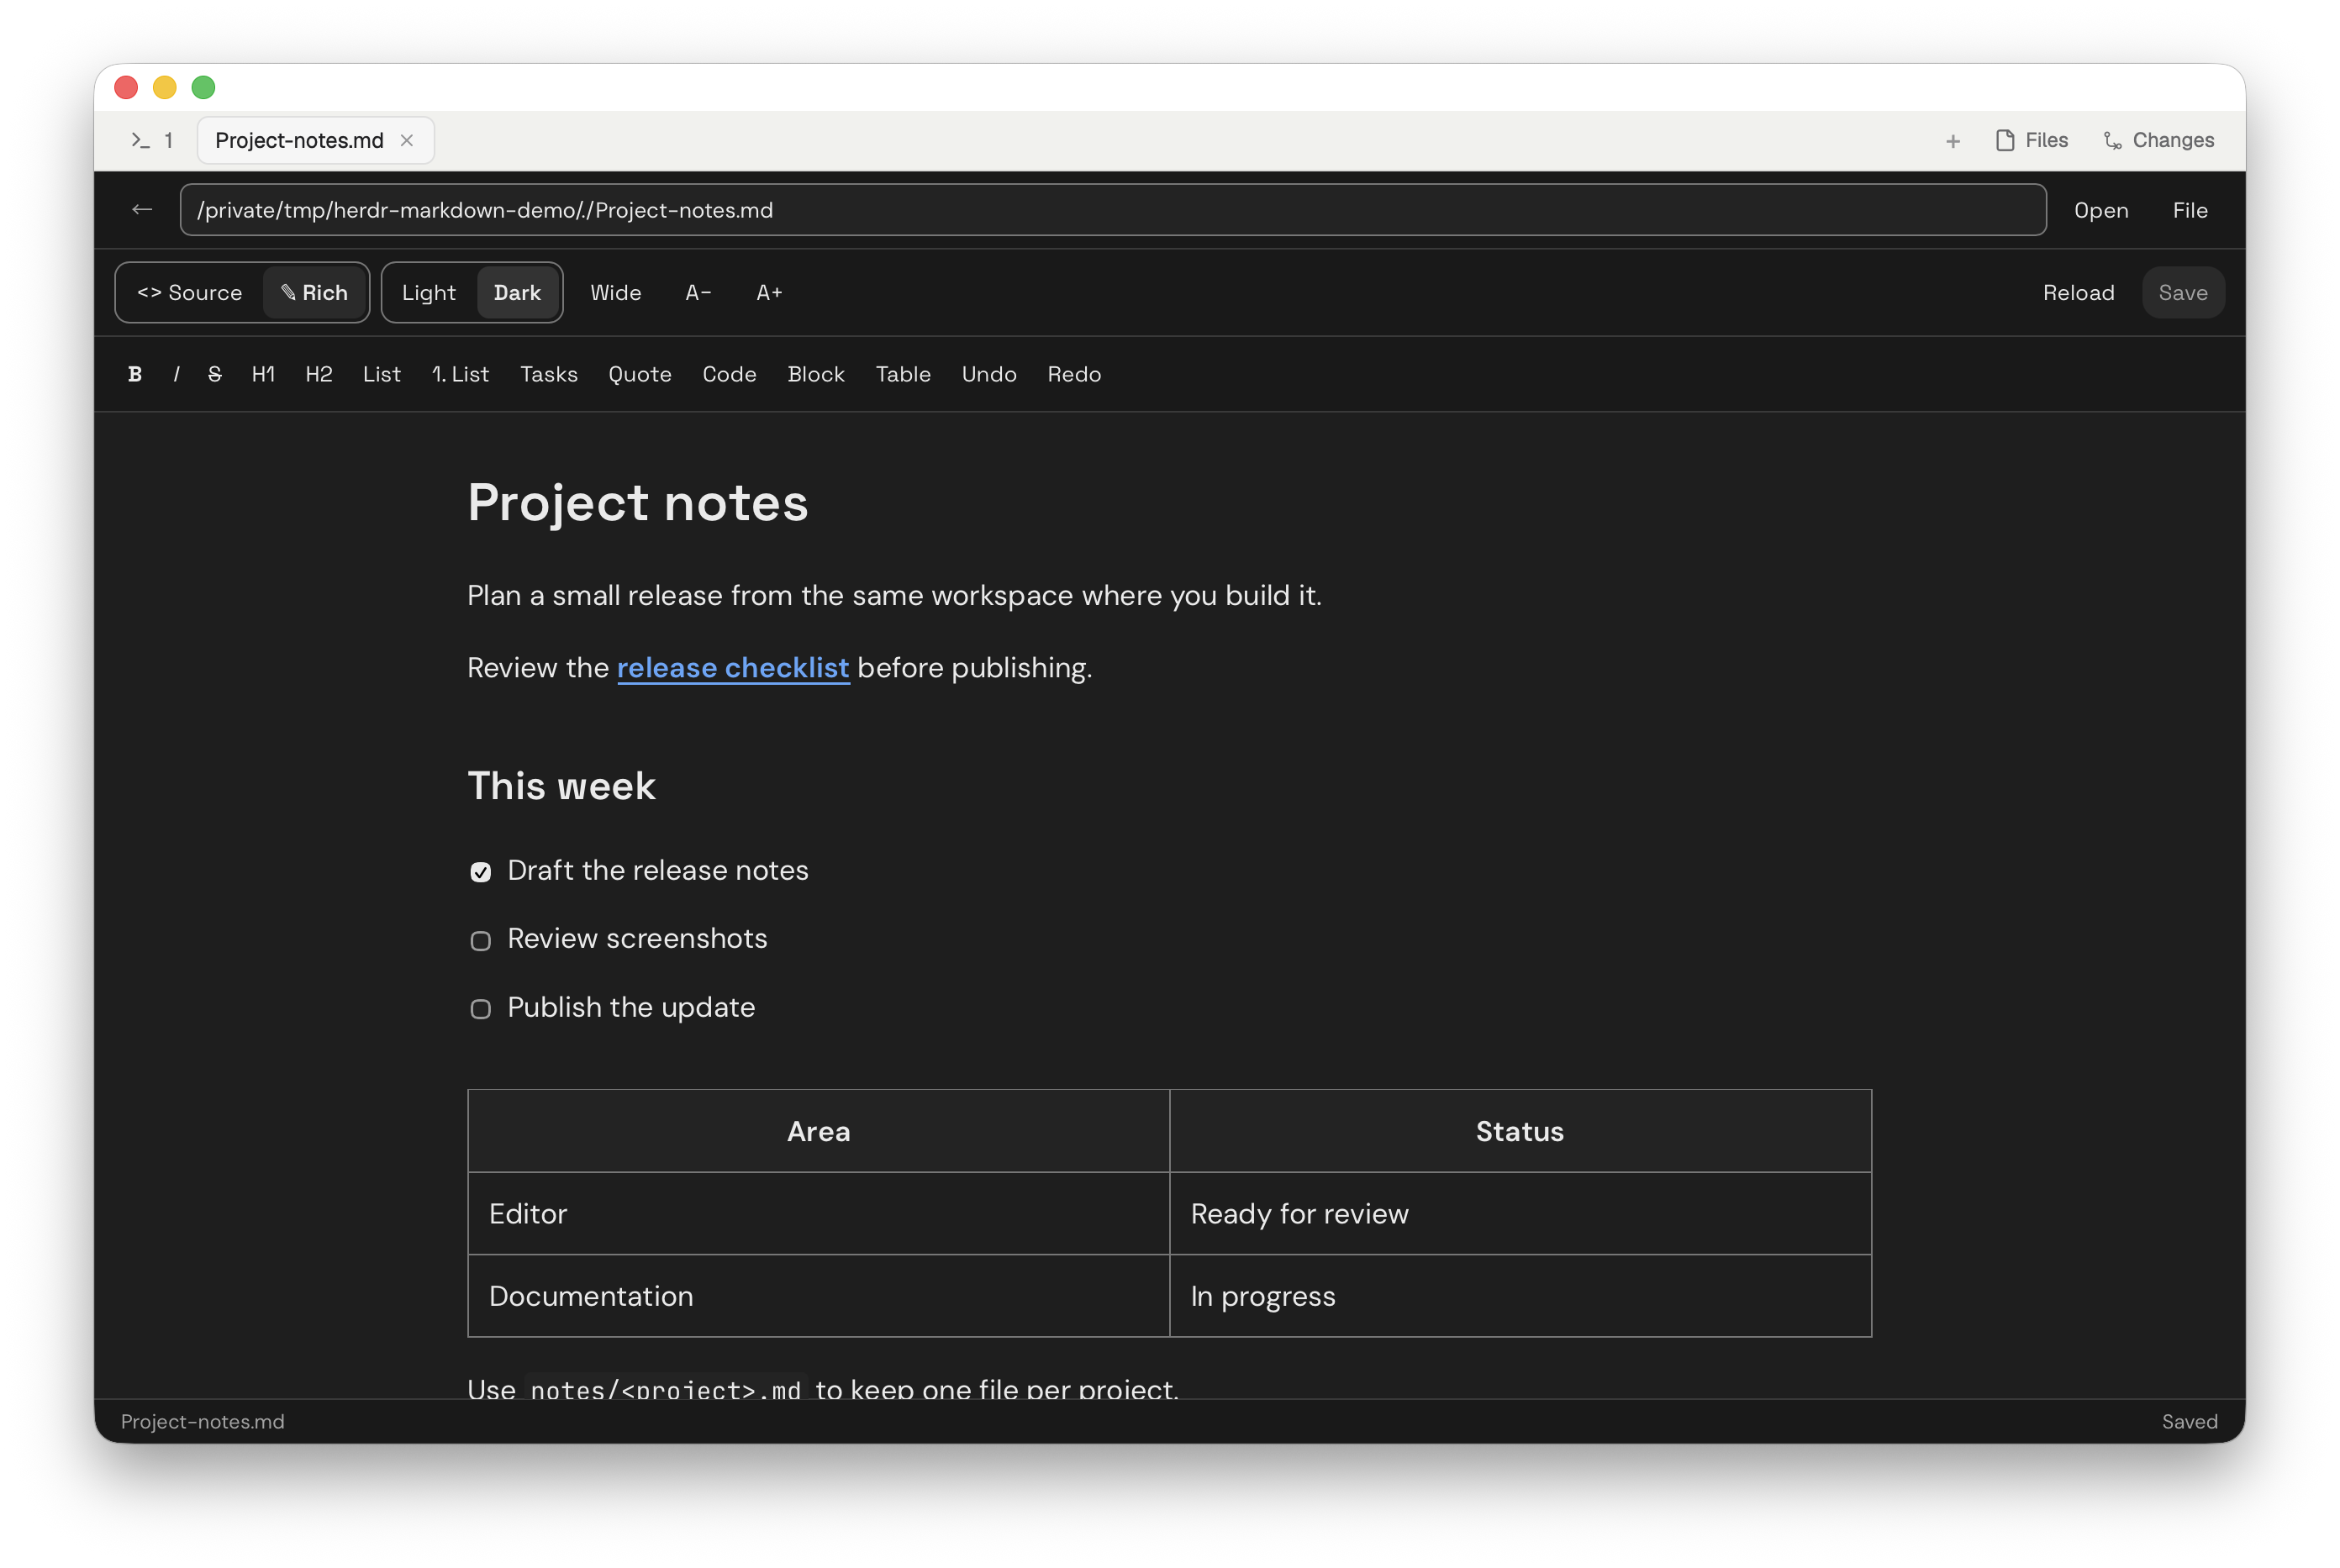 >_ 1 Project-notes.md × + Files Changes
← /private/tmp/herdr-markdown-demo/./Project-notes.md Open File
<> Source ✎ Rich Light Dark Wide A- A+ Reload Save
B I S H1 H2 List 1. List Tasks Quote Code Block Table Undo Redo
Project notes
Plan a small release from the same workspace where you build it.
Review the release checklist before publishing.
This week
Draft the release notes
Review screenshots
Publish the update
Area Status
Editor Ready for review
Documentation In progress
Use notes/<project>.md to keep one file per project.
Project-notes.md Saved